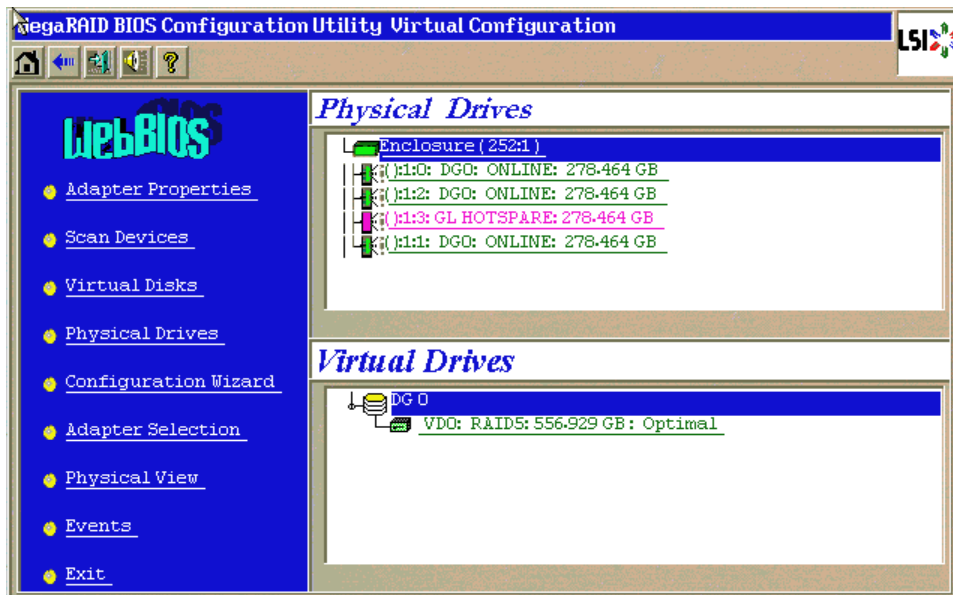 MegaRAID BIOS Configuration Utility Virtual Configuration
LSI
WebBIOS
Adapter Properties
Scan Devices
Virtual Disks
Physical Drives
Configuration Wizard
Adapter Selection
Physical View
Events
Exit
Physical Drives
Enclosure (252:1)
():1:0: DG0: ONLINE: 278.464 GB
():1:2: DG0: ONLINE: 278.464 GB
():1:3: GL HOTSPARE: 278.464 GB
():1:1: DG0: ONLINE: 278.464 GB
Virtual Drives
DG 0
VD0: RAID5: 556.929 GB: Optimal